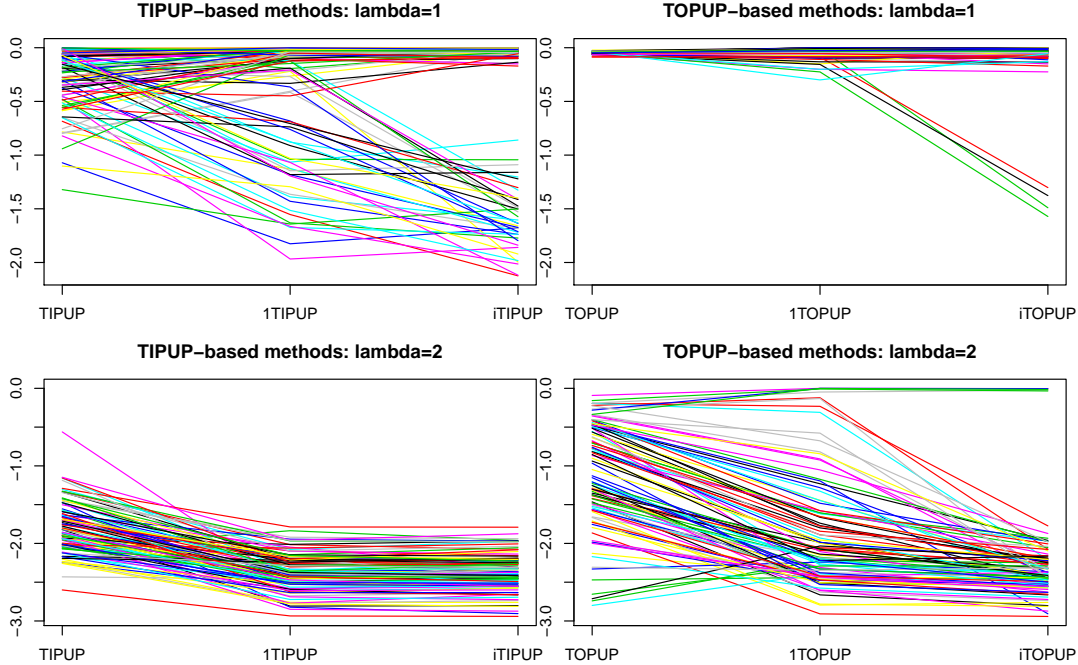 TIPUP−based methods: lambda=1
0.0
−0.5
−1.0
−1.5
−2.0
TIPUP 1TIPUP iTIPUP
TOPUP−based methods: lambda=1
0.0
−0.5
−1.0
−1.5
−2.0
TOPUP 1TOPUP iTOPUP
TIPUP−based methods: lambda=2
0.0
−1.0
−2.0
−3.0
TIPUP 1TIPUP iTIPUP
TOPUP−based methods: lambda=2
0.0
−1.0
−2.0
−3.0
TOPUP 1TOPUP iTOPUP